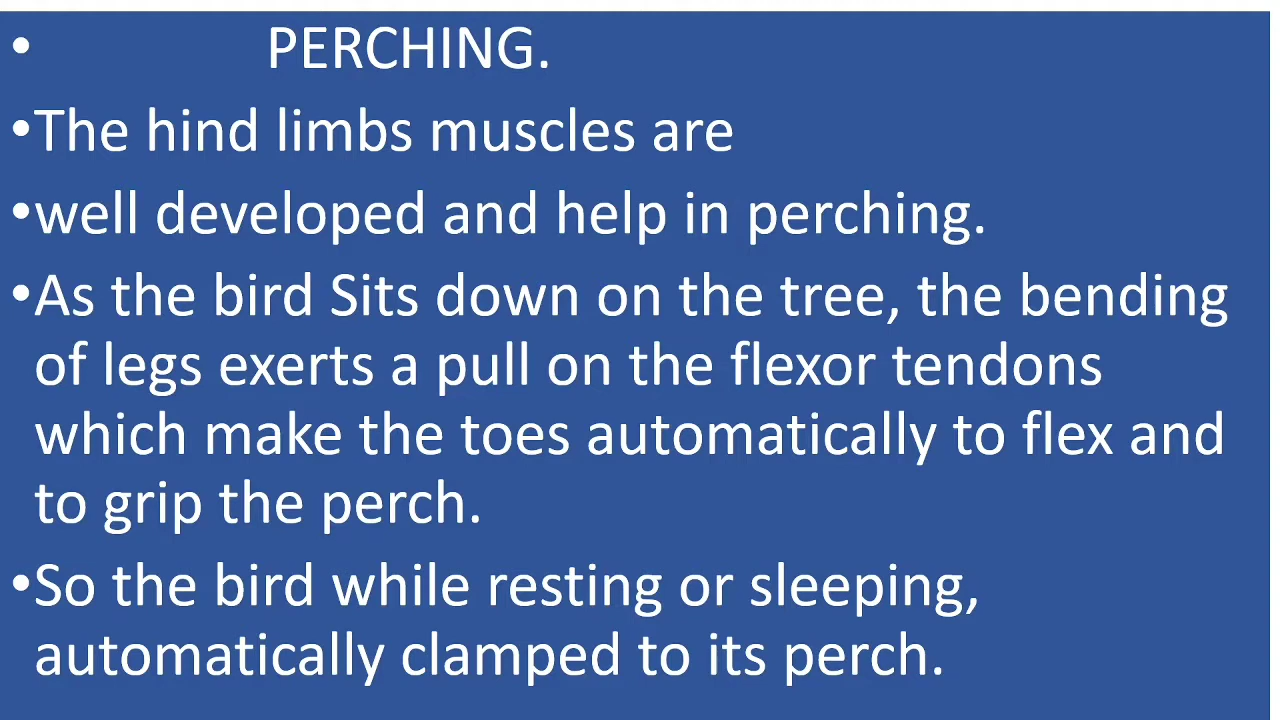 • PERCHING.
•The hind limbs muscles are
•well developed and help in perching.
•As the bird Sits down on the tree, the bending
of legs exerts a pull on the flexor tendons
which make the toes automatically to flex and
to grip the perch.
•So the bird while resting or sleeping,
automatically clamped to its perch.